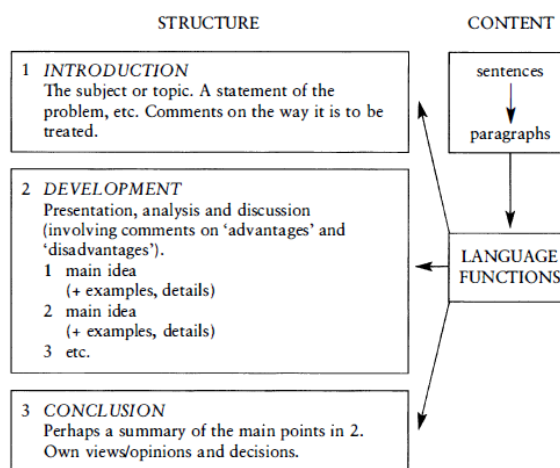 STRUCTURE
1 INTRODUCTION
The subject or topic. A statement of the
problem, etc. Comments on the way it is to be
treated.
2 DEVELOPMENT
Presentation, analysis and discussion
(involving comments on ‘advantages’ and
‘disadvantages’).
1 main idea
(+ examples, details)
2 main idea
(+ examples, details)
3 etc.
3 CONCLUSION
Perhaps a summary of the main points in 2.
Own views/opinions and decisions.
CONTENT
sentences
paragraphs
LANGUAGE
FUNCTIONS